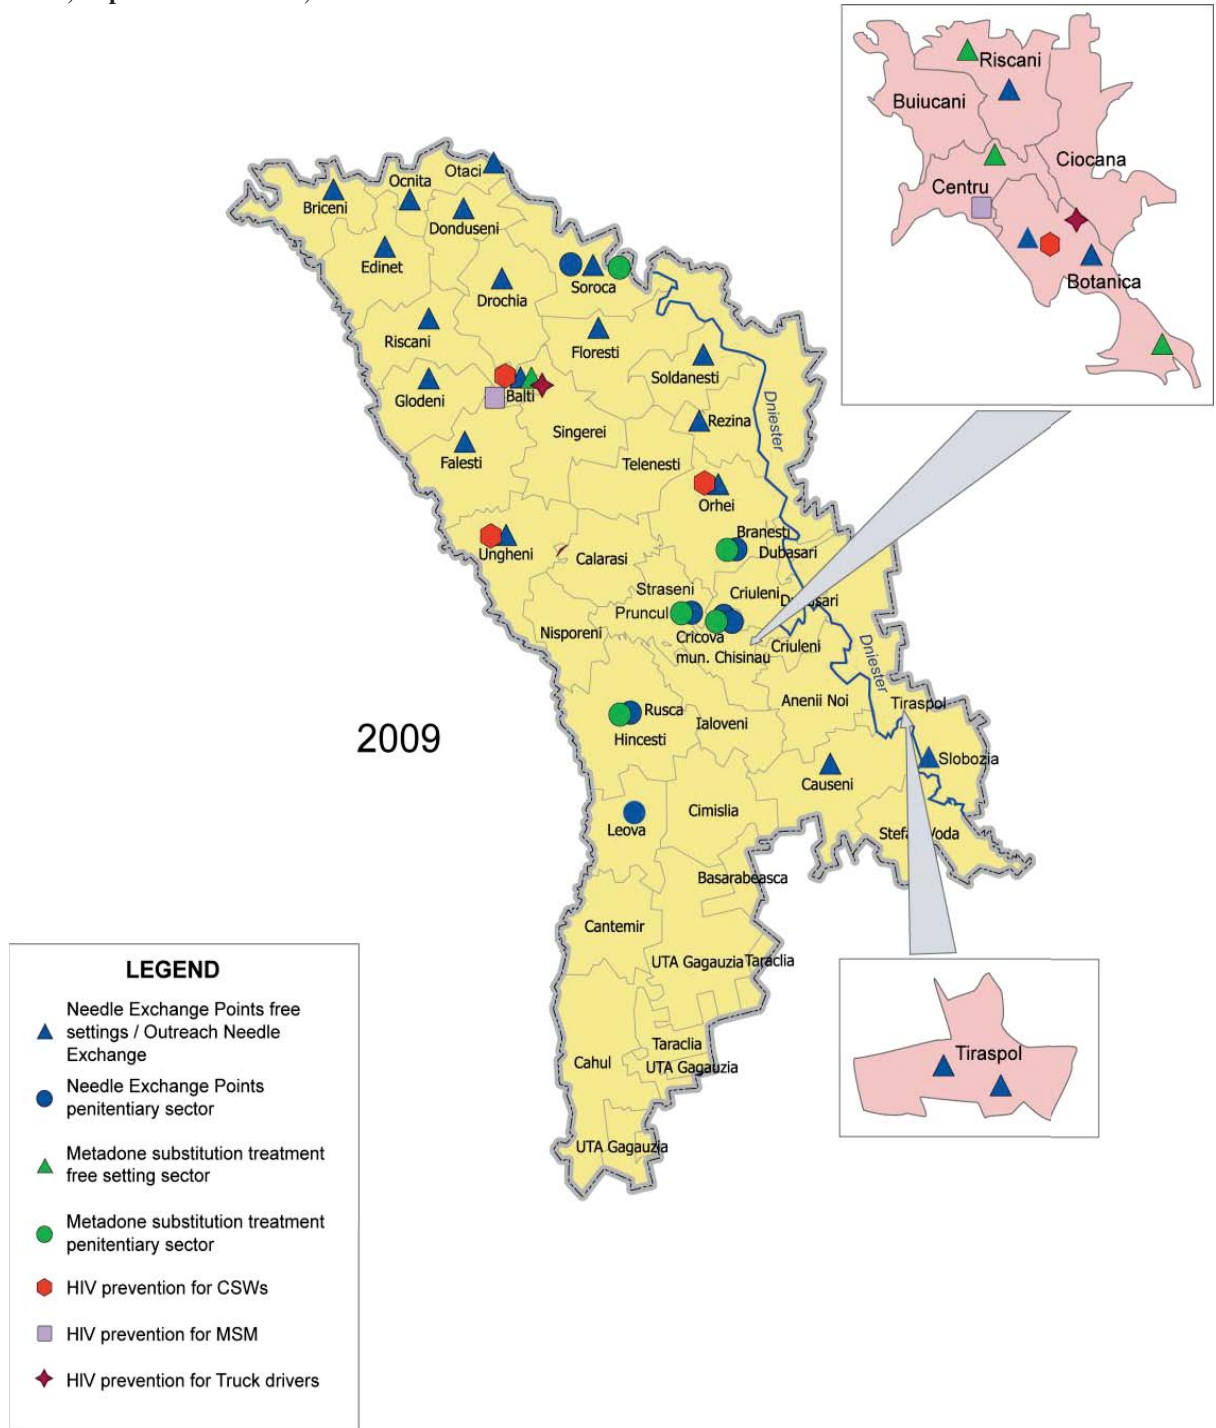 Riscani
Buiucani
Ciocana
Centru
Botanica
Otaci
Ocnita
Briceni
Donduseni
Edinet
Drochia
Soroca
Riscani
Floresti
Soldanesti
Glodeni
Balti
Dniester
Rezina
Singerei
Falesti
Telenesti
Orhei
Branesti
Ungheni
Dubasari
Calarasi
Straseni
Criuleni
Pruncul
Nisporeni
Cricova
mun. Chisinau
Criuleni
Dniester
Anenii Noi
Tiraspol
Rusca
Ialoveni
Hincesti
2009
Slobozia
Causeni
Cimislia
Leova
Basarabeasca
Cantemir
UTA Gagauzia
Taraclia
Taraclia
Cahul
UTA Gagauzia
UTA Gagauzia
Tiraspol
LEGEND
Needle Exchange Points free
settings / Outreach Needle
Exchange
Needle Exchange Points
penitentiary sector
Metadone substitution treatment
free setting sector
Metadone substitution treatment
penitentiary sector
HIV prevention for CSWs
HIV prevention for MSM
HIV prevention for Truck drivers